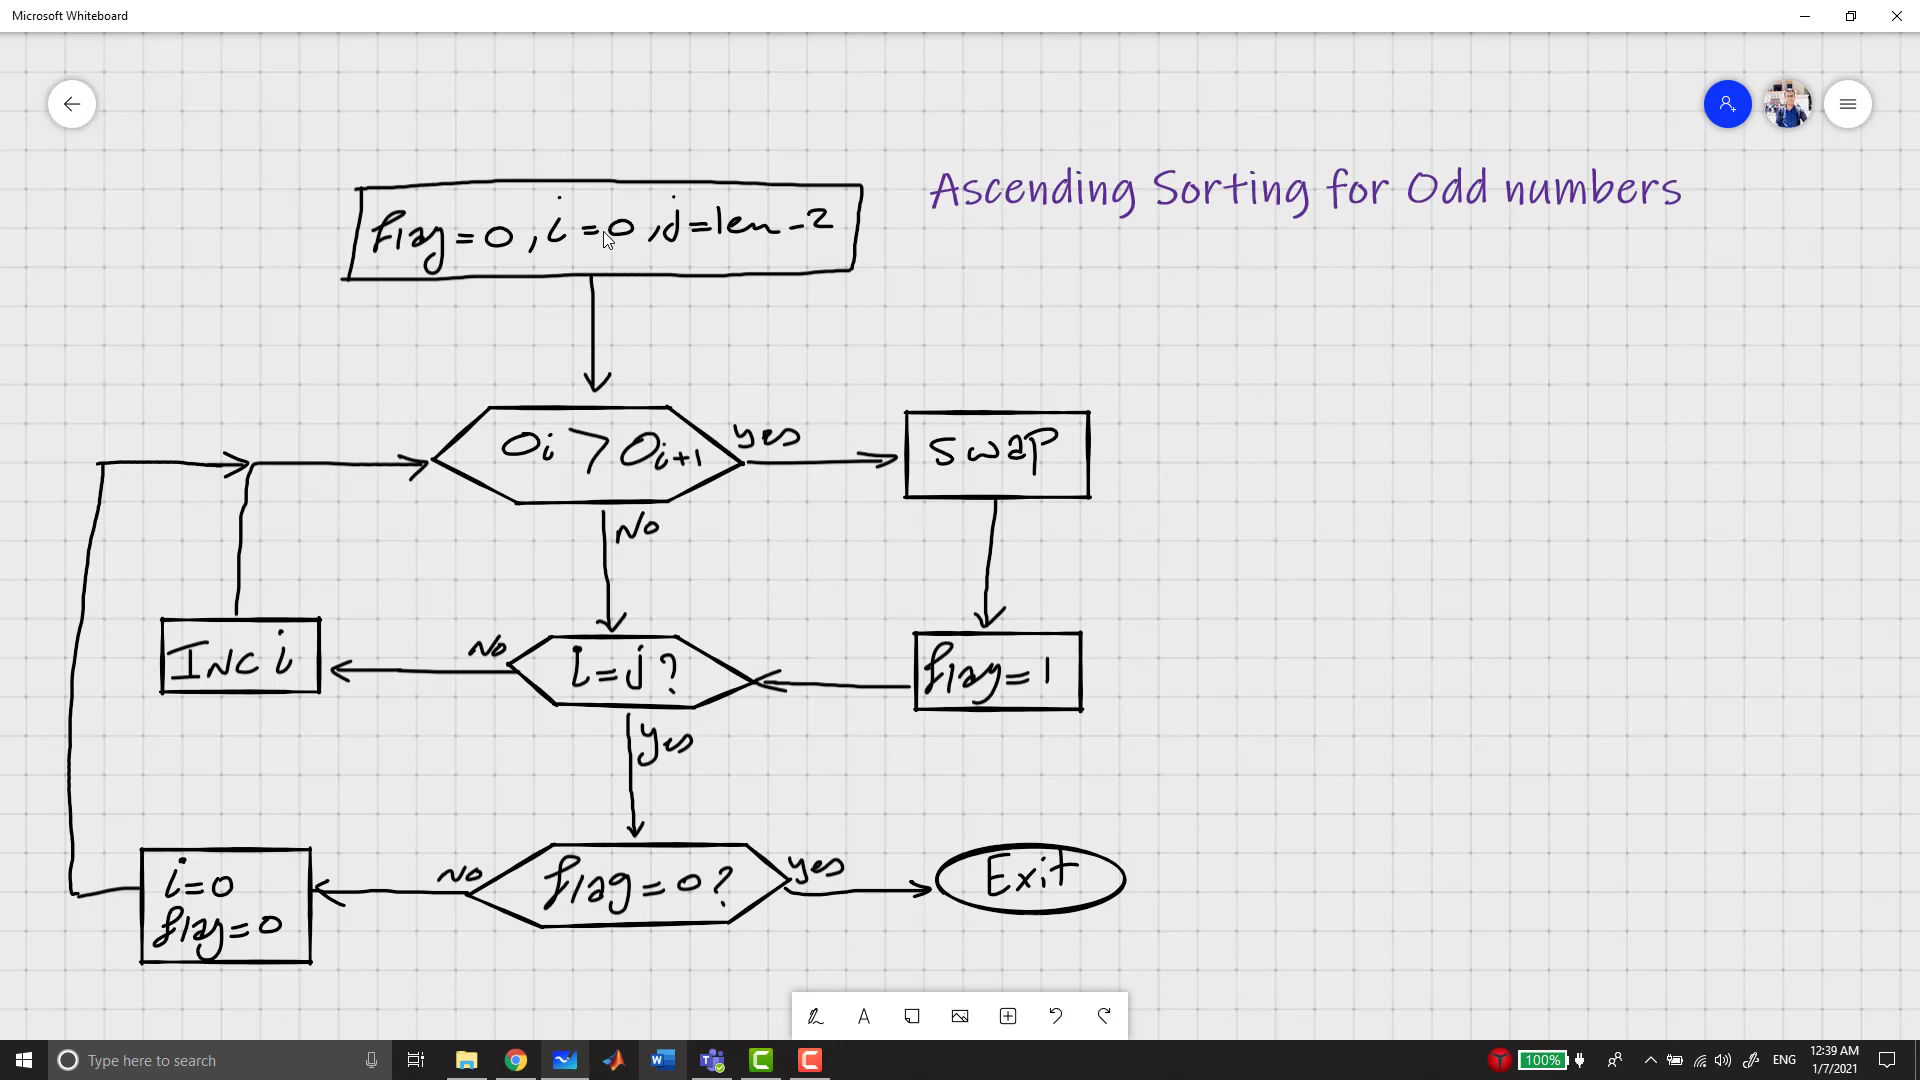 Microsoft Whiteboard
Ascending Sorting for Odd numbers
flag = 0 , i = 0 , j = len - 2
Oi > Oi+1
yes
swap
No
Inc i
No
i = j ?
flag = 1
yes
i = 0
flag = 0
No
flag = 0 ?
yes
Exit
Type here to search
100%
ENG
12:39 AM
1/7/2021